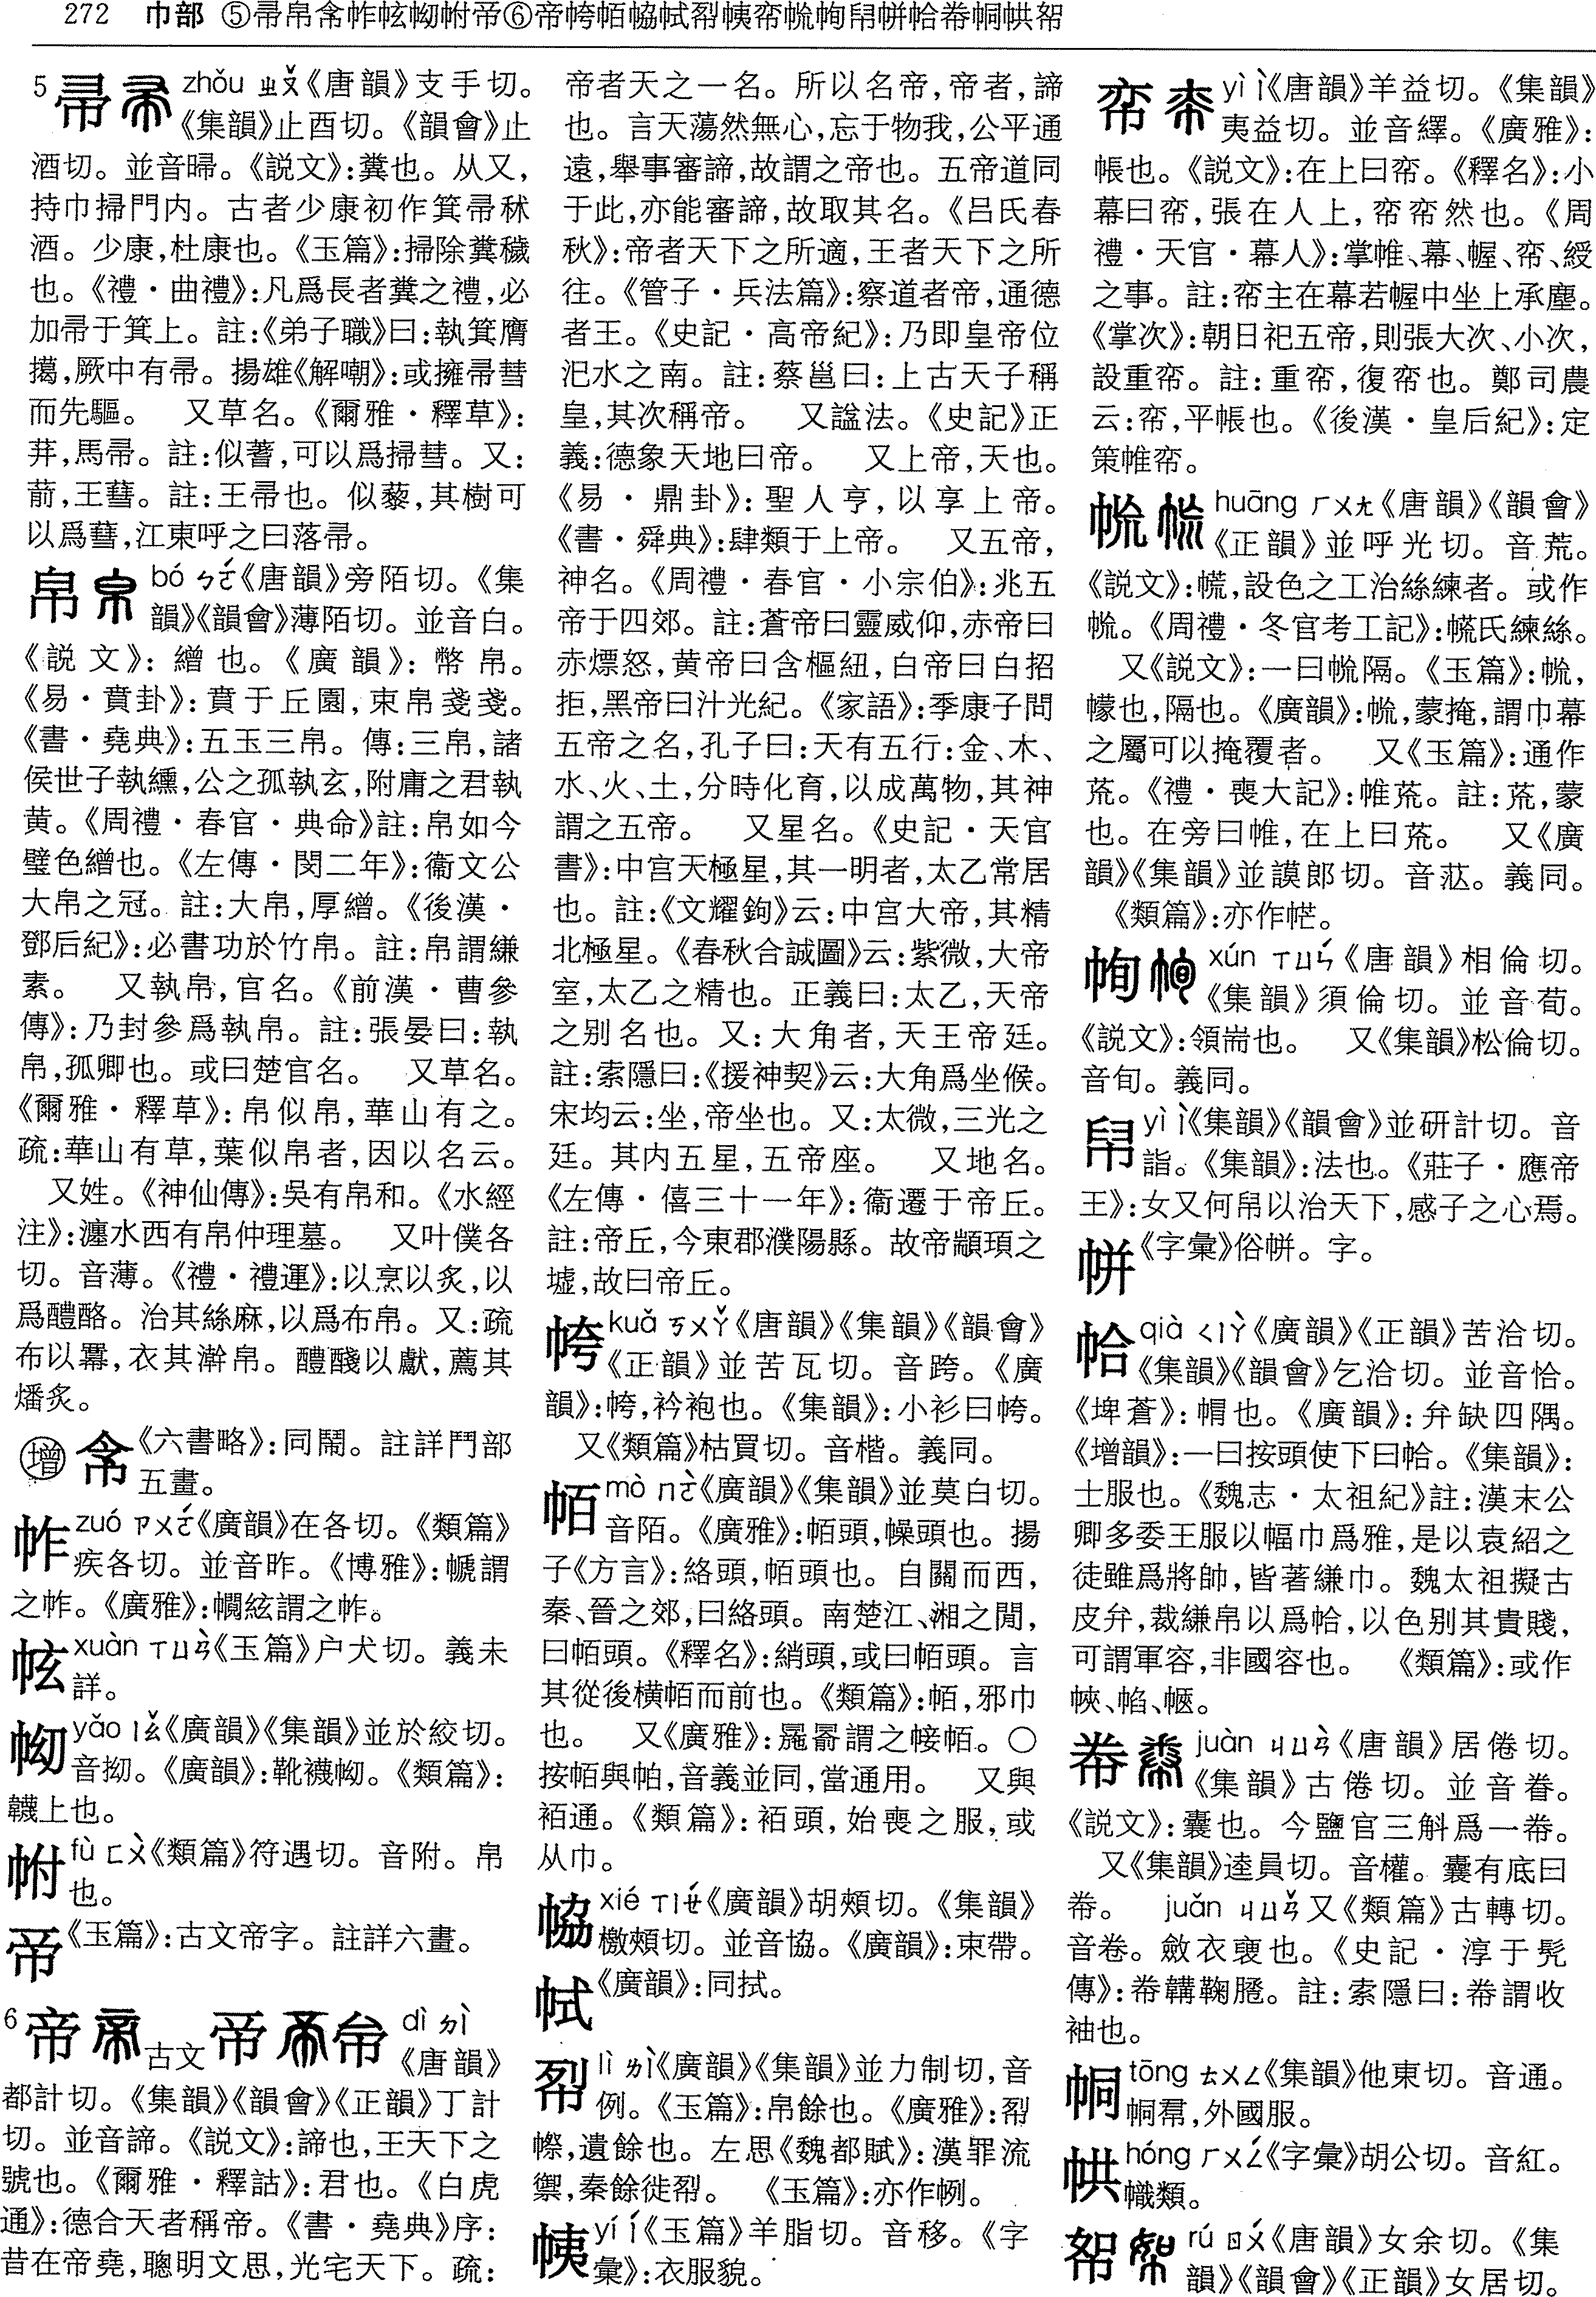 272 巾部 ⑤帚帛㡑㡸㡾㡹㡿帝⑥帝帹帞㡇㡁㡂㡫帟㡆㡈帠帡帢帣㡓㡃帤
5 帚 zhǒu ㄓㄡˇ《唐韻》支手切。
《集韻》止酉切。《韻會》止
酒切。並音𣇳。《説文》:糞也。从又,
持巾掃門内。古者少康初作箕帚秫
酒。少康,杜康也。《玉篇》:掃除糞穢
也。《禮·曲禮》:凡爲長者糞之禮,必
加帚于箕上。註:《弟子職》曰:執箕膺
擖,厥中有帚。揚雄《解嘲》:或擁帚彗
而先驅。 又草名。《爾雅·釋草》:
荓,馬帚。註:似蓍,可以爲掃彗。又:
葥,王蔧。註:王帚也。似藜,其樹可
以爲蔧,江東呼之曰落帚。
帛 bó ㄅㄛˊ《唐韻》旁陌切。《集
韻》《韻會》薄陌切。並音白。
《説文》:繒也。《廣韻》:幣帛。
《易·賁卦》:賁于丘園,束帛戔戔。
《書·堯典》:五玉三帛。傳:三帛,諸
侯世子執纁,公之孤執玄,附庸之君執
黄。《周禮·春官·典命》註:帛如今
璧色繒也。《左傳·閔二年》:衞文公
大帛之冠。註:大帛,厚繒。《後漢·
鄧后紀》:必書功於竹帛。註:帛謂縑
素。 又執帛,官名。《前漢·曹參
傳》:乃封參爲執帛。註:張晏曰:執
帛,孤卿也。或曰楚官名。 又草名。
《爾雅·釋草》:帛似帛,華山有之。
疏:華山有草,葉似帛者,因以名云。
又姓。《神仙傳》:吳有帛和。《水經
注》:瀍水西有帛仲理墓。 又叶僕各
切。音薄。《禮·禮運》:以烹以炙,以
爲醴酪。治其絲麻,以爲布帛。又:疏
布以冪,衣其澣帛。醴醆以獻,薦其
燔炙。
增 《六書略》:同鬧。註詳門部
五畫。
zuó ㄗㄨㄛˊ《廣韻》在各切。《類篇》
疾各切。並音昨。《博雅》:幭謂
之㡸。《廣雅》:㡸謂之㡸。
xuàn ㄒㄩㄢˋ《玉篇》户犬切。義未
詳。
yǎo ㄧㄠˇ《廣韻》《集韻》並於絞切。
音拗。《廣韻》:靴襪㡹。《類篇》:
韈上也。
fù ㄈㄨˋ《類篇》符遇切。音附。帛
也。
《玉篇》:古文帝字。註詳六畫。
6 帝 古文 dì ㄉㄧˋ
《唐韻》
都計切。《集韻》《韻會》《正韻》丁計
切。並音諦。《説文》:諦也,王天下之
號也。《爾雅·釋詁》:君也。《白虎
通》:德合天者稱帝。《書·堯典》序:
昔在帝堯,聰明文思,光宅天下。疏:
帝者天之一名。所以名帝,帝者,諦
也。言天蕩然無心,忘于物我,公平通
遠,舉事審諦,故謂之帝也。五帝道同
于此,亦能審諦,故取其名。《吕氏春
秋》:帝者天下之所適,王者天下之所
往。《管子·兵法篇》:察道者帝,通德
者王。《史記·高帝紀》:乃即皇帝位
汜水之南。註:蔡邕曰:上古天子稱
皇,其次稱帝。 又諡法。《史記》正
義:德象天地曰帝。 又上帝,天也。
《易·鼎卦》:聖人亨,以享上帝。
《書·舜典》:肆類于上帝。 又五帝,
神名。《周禮·春官·小宗伯》:兆五
帝于四郊。註:蒼帝曰靈威仰,赤帝曰
赤熛怒,黄帝曰含樞紐,白帝曰白招
拒,黑帝曰汁光紀。《家語》:季康子問
五帝之名,孔子曰:天有五行:金、木、
水、火、土,分時化育,以成萬物,其神
謂之五帝。 又星名。《史記·天官
書》:中宫天極星,其一明者,太乙常居
也。註:《文耀鉤》云:中宫大帝,其精
北極星。《春秋合誠圖》云:紫微,大帝
室,太乙之精也。正義曰:太乙,天帝
之别名也。又:大角者,天王帝廷。
註:索隱曰:《援神契》云:大角爲坐候。
宋均云:坐,帝坐也。又:太微,三光之
廷。其内五星,五帝座。 又地名。
《左傳·僖三十一年》:衞遷于帝丘。
註:帝丘,今東郡濮陽縣。故帝顓頊之
墟,故曰帝丘。
kuǎ ㄎㄨㄚˇ《唐韻》《集韻》《韻會》
《正韻》並苦瓦切。音跨。《廣
韻》:㡁,衿袍也。《集韻》:小衫曰㡁。
又《類篇》枯買切。音楷。義同。
帞 mò ㄇㄛˋ《廣韻》《集韻》並莫白切。
音陌。《廣雅》:帞頭,幧頭也。揚
子《方言》:絡頭,帞頭也。自關而西,
秦、晉之郊,曰絡頭。南楚江、湘之閒,
曰帞頭。《釋名》:綃頭,或曰帞頭。言
其從後横帞而前也。《類篇》:帞,邪巾
也。 又《廣雅》:謂之㡝帞。○
按帞與帕,音義並同,當通用。 又與
袹通。《類篇》:袹頭,始喪之服,或
从巾。
xié ㄒㄧㄝˊ《廣韻》胡頰切。《集韻》
檄頰切。並音協。《廣韻》:束帶。
《廣韻》:同拭。
lì ㄌㄧˋ《廣韻》《集韻》並力制切,音
例。《玉篇》:帛餘也。《廣雅》:㡂
㡜,遺餘也。左思《魏都賦》:漢罪流
禦,秦餘徙㡂。 《玉篇》:亦作㤡。
yí ㄧˊ《玉篇》羊脂切。音移。《字
彙》:衣服貌。
帟 yì ㄧˋ《唐韻》羊益切。《集韻》
夷益切。並音繹。《廣雅》:
帳也。《説文》:在上曰帟。《釋名》:小
幕曰帟,張在人上,帟帟然也。《周
禮·天官·幕人》:掌帷、幕、幄、帟、綬
之事。註:帟主在幕若幄中坐上承塵。
《掌次》:朝日祀五帝,則張大次、小次,
設重帟。註:重帟,復帟也。鄭司農
云:帟,平帳也。《後漢·皇后紀》:定
策帷帟。
㡆 huāng ㄏㄨㄤ《唐韻》《韻會》
《正韻》並呼光切。音荒。
《説文》:㡆,設色之工治絲練者。或作
㡆。《周禮·冬官考工記》:㡛氏練絲。
又《説文》:一曰㡆隔。《玉篇》:㡆,
幪也,隔也。《廣韻》:㡆,蒙掩,謂巾幕
之屬可以掩覆者。 又《玉篇》:通作
荒。《禮·喪大記》:帷荒。註:荒,蒙
也。在旁曰帷,在上曰荒。 又《廣
韻》《集韻》並謨郎切。音茫。義同。
《類篇》:亦作㡛。
㡈 xún ㄒㄩㄣˊ《唐韻》相倫切。
《集韻》須倫切。並音荀。
《説文》:領耑也。 又《集韻》松倫切。
音旬。義同。
帠 yì ㄧˋ《集韻》《韻會》並研計切。音
詣。《集韻》:法也。《莊子·應帝
王》:女又何帠以治天下,感子之心焉。
帡 《字彙》俗帲。字。
帢 qià ㄑㄧㄚˋ《廣韻》《正韻》苦洽切。
《集韻》《韻會》乞洽切。並音恰。
《埤蒼》:帽也。《廣韻》:弁缺四隅。
《增韻》:一曰按頭使下曰帢。《集韻》:
士服也。《魏志·太祖紀》註:漢末公
卿多委王服以幅巾爲雅,是以袁紹之
徒雖爲將帥,皆著縑巾。魏太祖擬古
皮弁,裁縑帛以爲帢,以色别其貴賤,
可謂軍容,非國容也。 《類篇》:或作
㡊、㡋、㡌。
帣 juàn ㄐㄩㄢˋ《唐韻》居倦切。
《集韻》古倦切。並音眷。
《説文》:囊也。今鹽官三斛爲一帣。
又《集韻》逵員切。音權。囊有底曰
帣。 juǎn ㄐㄩㄢˇ又《類篇》古轉切。
音卷。斂衣褏也。《史記·淳于髡
傳》:帣韝鞠𦜕。註:索隱曰:帣謂收
袖也。
tōng ㄊㄨㄥ《集韻》他東切。音通。
㡓帬,外國服。
hóng ㄏㄨㄥˊ《字彙》胡公切。音紅。
幟類。
帤 rú ㄖㄨˊ《唐韻》女余切。《集
韻》《韻會》《正韻》女居切。